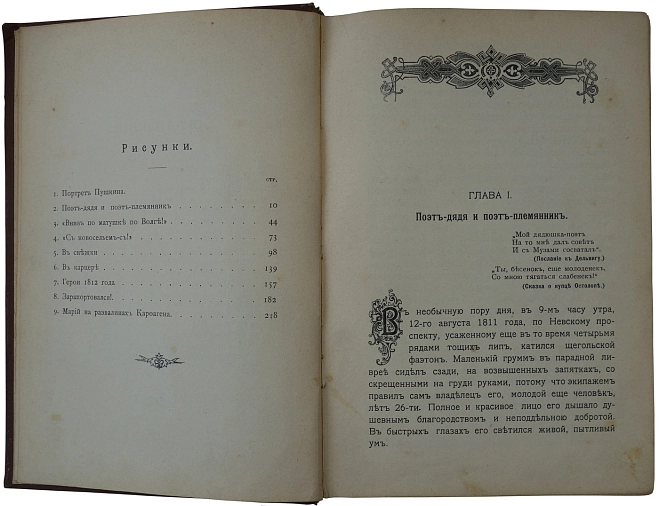 Рисунки.
стр.
1. Портретъ Пушкина.
2. Поэтъ-дядя и поэтъ-племянникъ . . . . . . . . . 10
3. «Внизъ по матушкѣ по Волгѣ!» . . . . . . . . . 44
4. «Съ новосельемъ-съ!» . . . . . . . . . 73
5. Въ снѣжки . . . . . . . . . 98
6. Въ карцерѣ . . . . . . . . . 139
7. Герои 1812 года . . . . . . . . . 157
8. Зарапортовался! . . . . . . . . . 182
9. Марій на развалинахъ Карѳагена . . . . . . . . . 218
ГЛАВА I.
Поэтъ-дядя и поэтъ-племянникъ.
„Мой дядюшка-поэтъ
На то мнѣ далъ совѣтъ
И съ Музами сосваталъ“.
(Посланіе къ Дельвигу.)
„Ты, бѣсенокъ, еще молоденекъ,
Со мною тягаться слабенекъ!“
(Сказка о купцѣ Остолопѣ.)
Въ необычную пору дня, въ 9-мъ часу утра,
12-го августа 1811 года, по Невскому про-
спекту, усаженному еще въ то время четырьмя
рядами тощихъ липъ, катился щегольской
фаэтонъ. Маленькій груммъ въ парадной ли-
вреѣ сидѣлъ сзади, на возвышенныхъ запяткахъ, со
скрещенными на груди руками, потому что экипажемъ
правилъ самъ владѣлецъ его, молодой еще человѣкъ,
лѣтъ 26-ти. Полное и красивое лицо его дышало ду-
шевнымъ благородствомъ и неподдѣльною добротой.
Въ быстрыхъ глазахъ его свѣтился живой, пытливый
умъ.